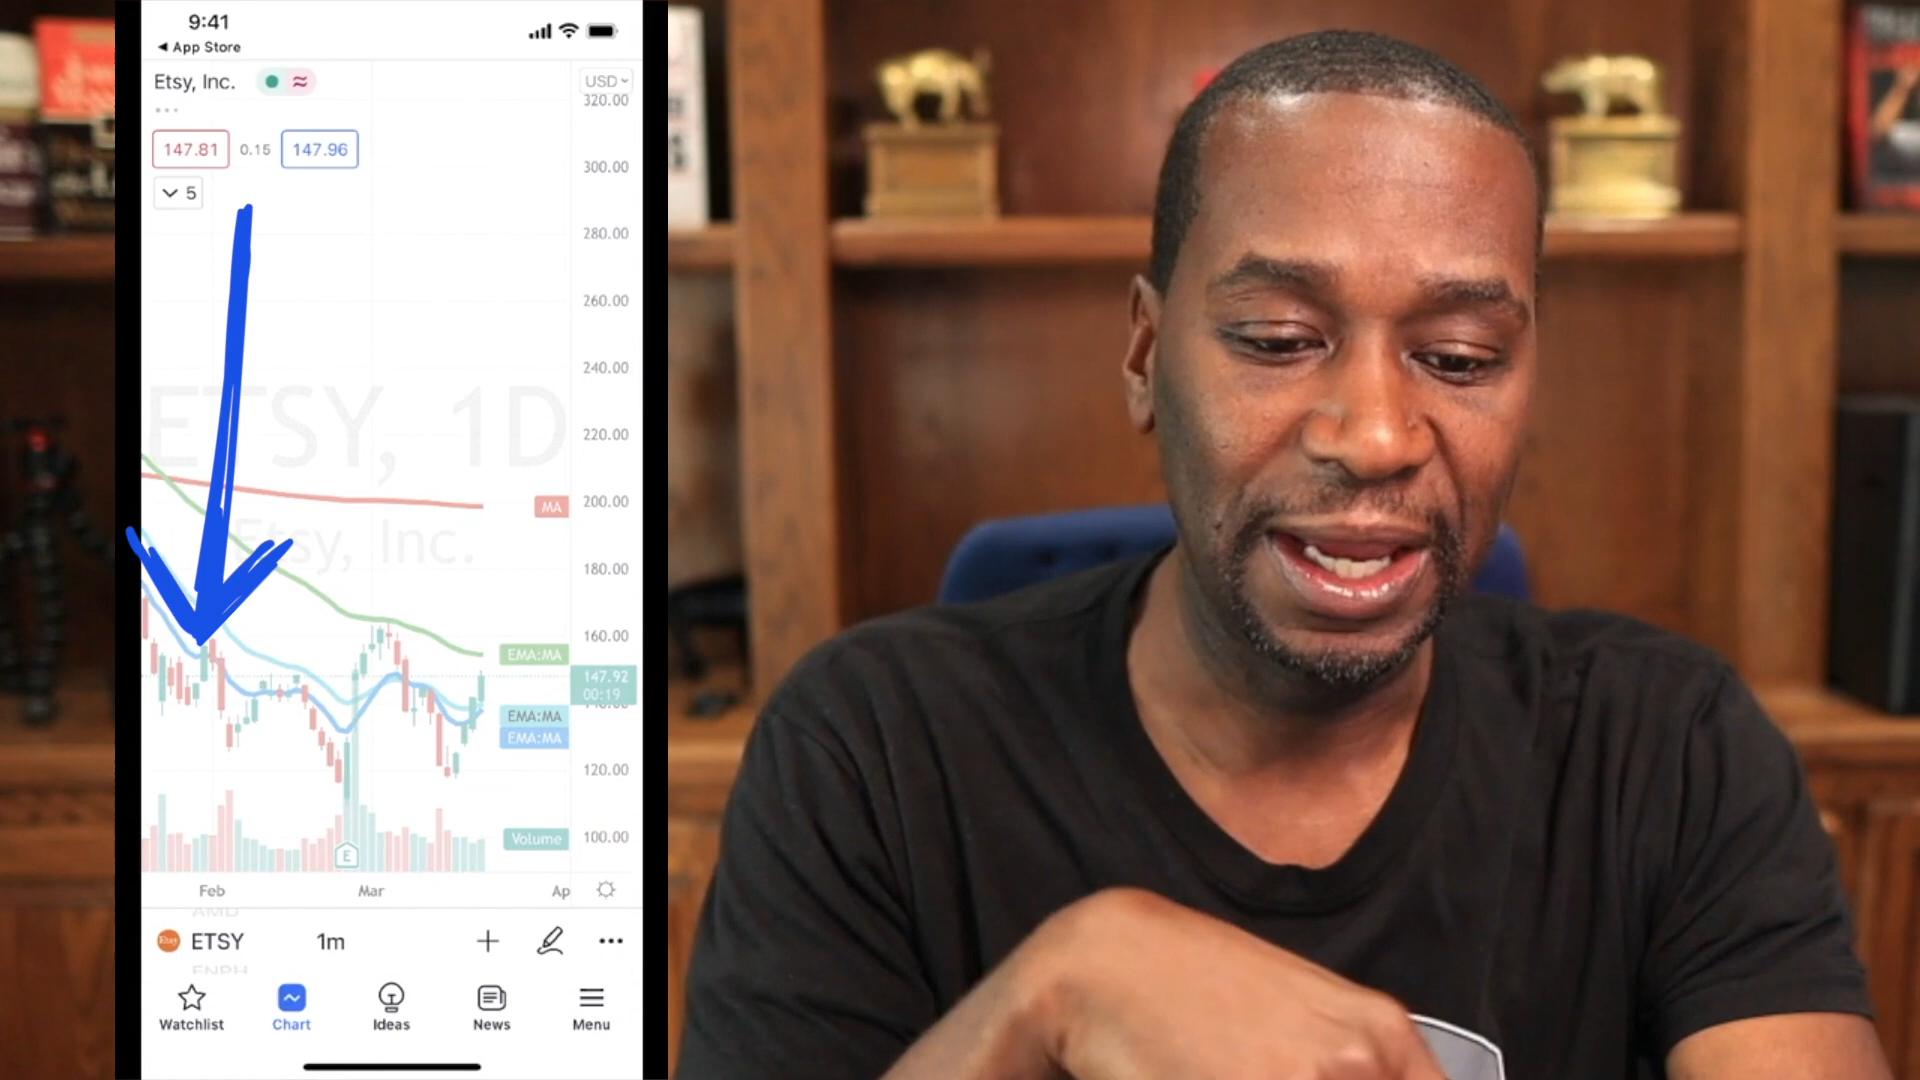 9:41
◀ App Store
Etsy, Inc.
USD
320.00
147.81 0.15 147.96
300.00
5
280.00
260.00
240.00
ETSY, 1D
220.00
200.00
MA
Etsy, Inc.
180.00
160.00
EMA:MA
147.92
00:19
EMA:MA
EMA:MA
120.00
Volume
100.00
E
Feb Mar Ap
AMD
ETSY 1m
ENPH
Watchlist Chart Ideas News Menu